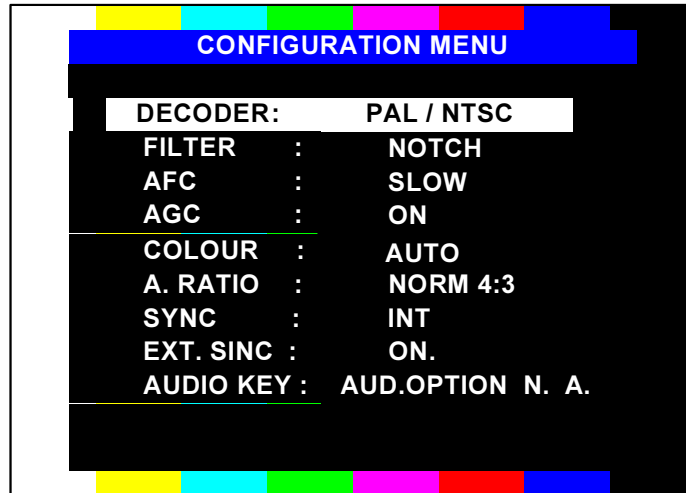 CONFIGURATION MENU
DECODER: PAL / NTSC
FILTER : NOTCH
AFC : SLOW
AGC : ON
COLOUR : AUTO
A. RATIO : NORM 4:3
SYNC : INT
EXT. SINC : ON.
AUDIO KEY : AUD.OPTION N. A.